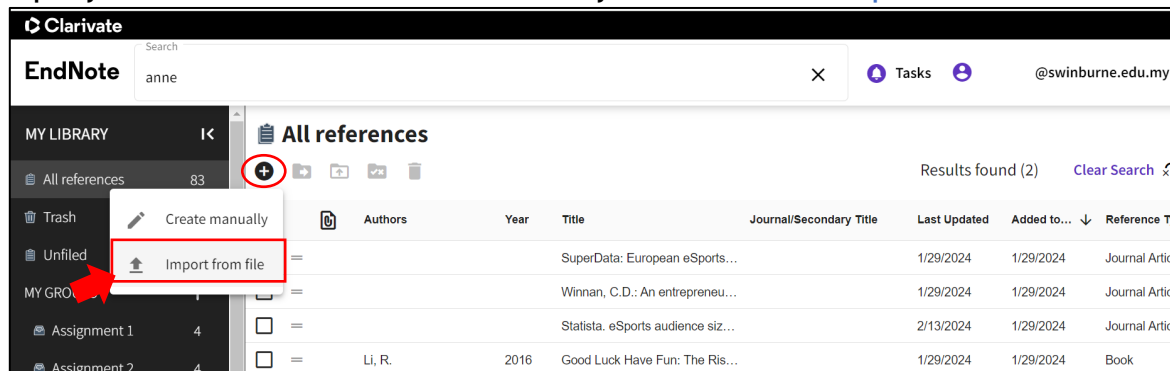 Clarivate
EndNote
Search
anne
Tasks
@swinburne.edu.my
MY LIBRARY
All references
83
Trash
Unfiled
MY GRO
Assignment 1
4
Assignment 2
4
Create manually
Import from file
All references
Results found (2)
Clear Search
Authors Year Title Journal/Secondary Title Last Updated Added to... Reference T
SuperData: European eSports... 1/29/2024 1/29/2024 Journal Artic
Winnan, C.D.: An entrepreneu... 1/29/2024 1/29/2024 Journal Artic
Statista. eSports audience siz... 2/13/2024 1/29/2024 Journal Artic
Li, R. 2016 Good Luck Have Fun: The Ris... 1/29/2024 1/29/2024 Book